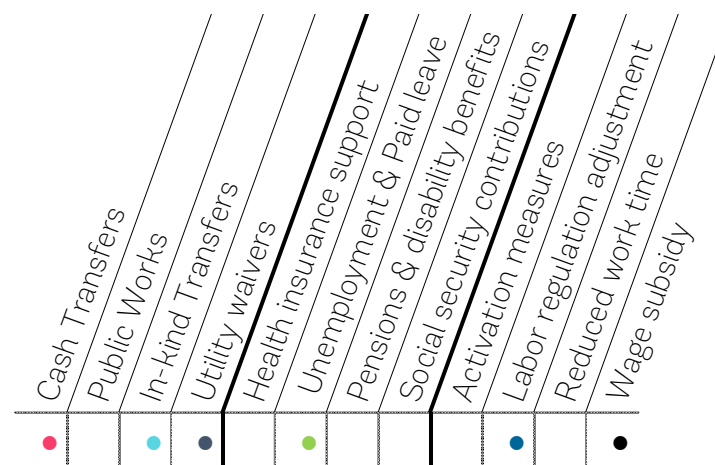 Cash Transfers
Public Works
In-kind Transfers
Utility waivers
Health insurance support
Unemployment & Paid leave
Pensions & disability benefits
Social security contributions
Activation measures
Labor regulation adjustment
Reduced work time
Wage subsidy